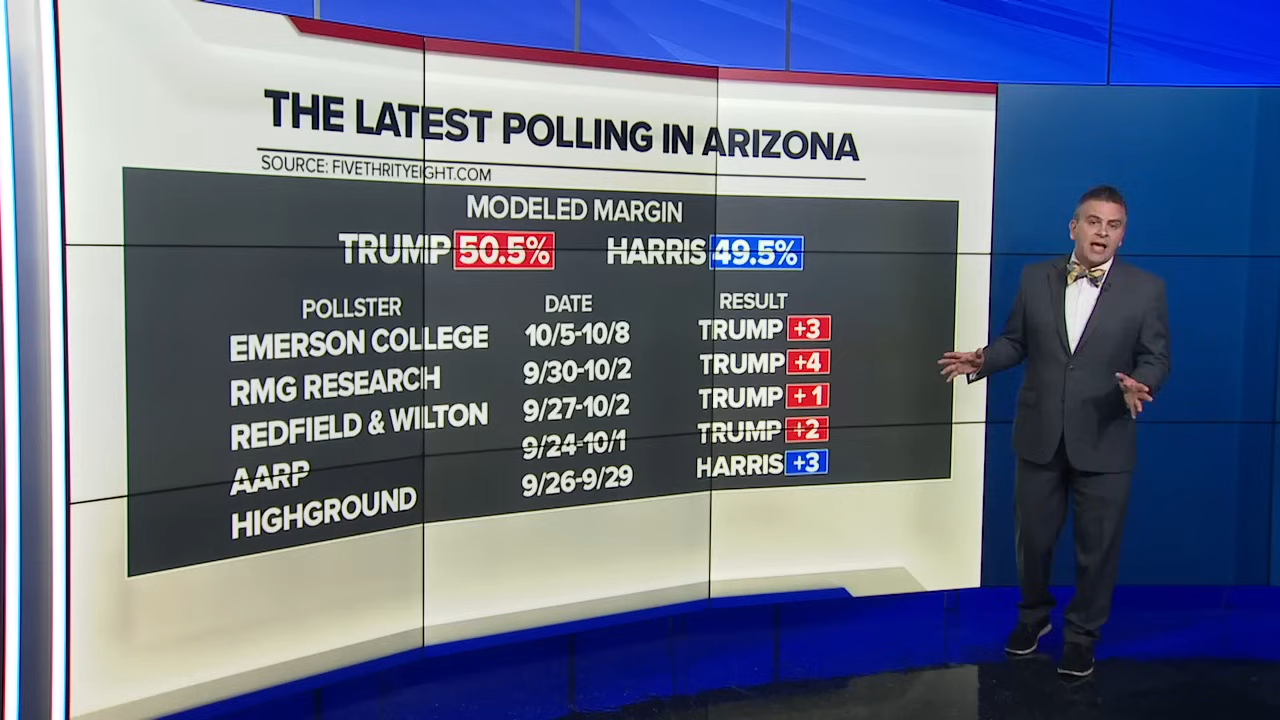 THE LATEST POLLING IN ARIZONA
SOURCE: FIVETHRITYEIGHT.COM
MODELED MARGIN
TRUMP 50.5% HARRIS 49.5%
POLLSTER DATE RESULT
EMERSON COLLEGE 10/5-10/8 TRUMP +3
RMG RESEARCH 9/30-10/2 TRUMP +4
REDFIELD & WILTON 9/27-10/2 TRUMP +1
AARP 9/24-10/1 TRUMP +2
HIGHGROUND 9/26-9/29 HARRIS +3